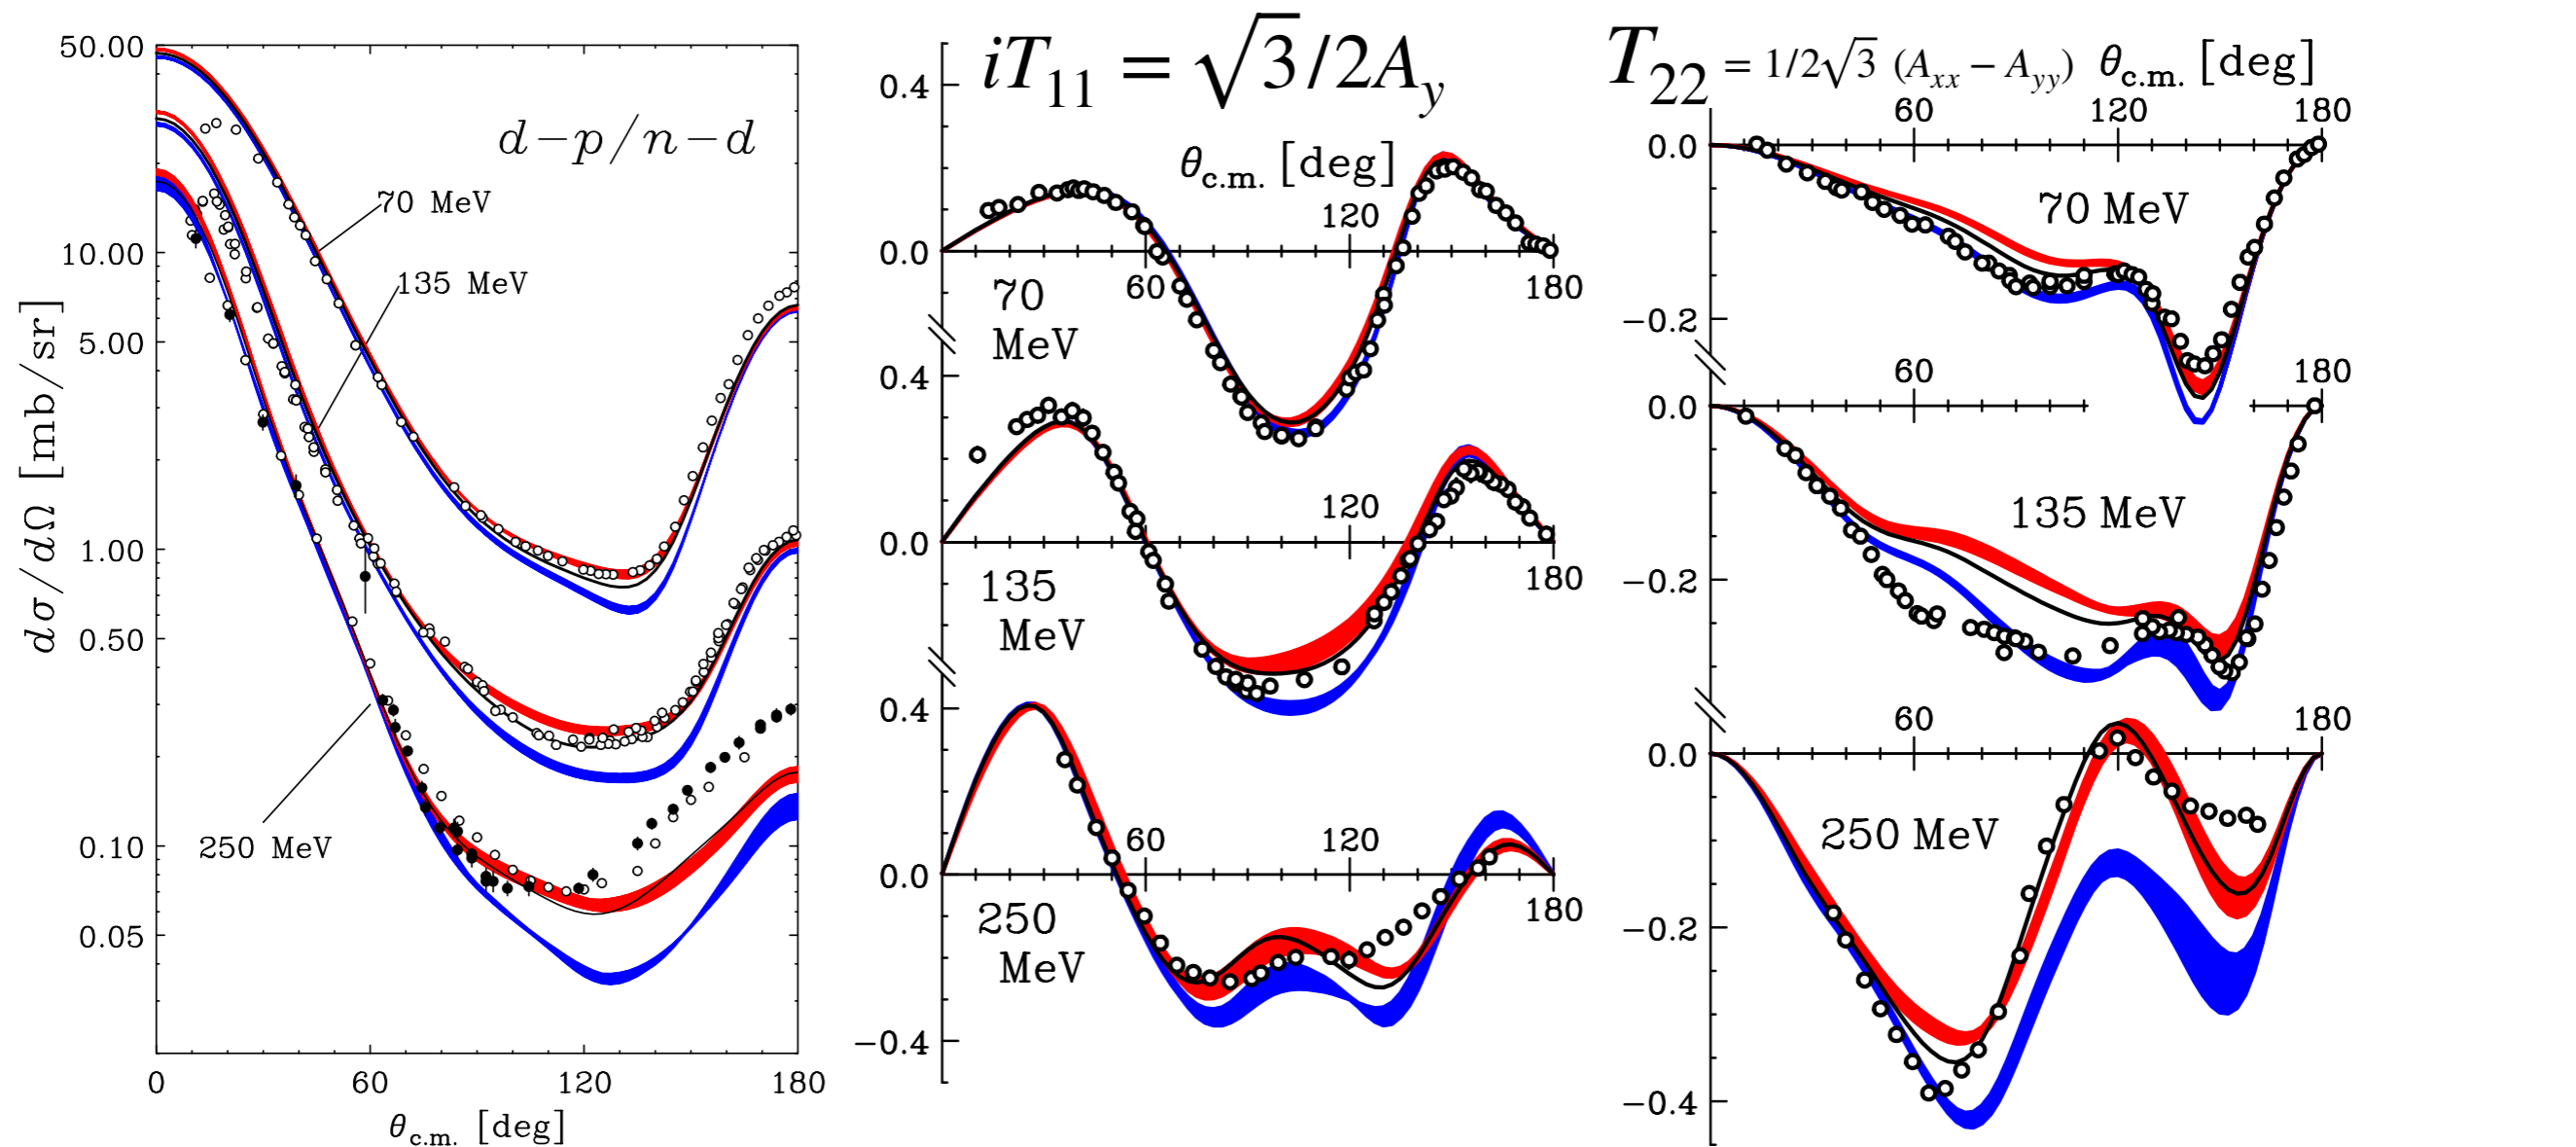 50.00
10.00
5.00
1.00
0.50
0.10
0.05
dσ/dΩ [mb/sr]
d−p/n−d
70 MeV
135 MeV
250 MeV
0 60 120 180
θc.m. [deg]
iT11 = √3/2Ay
θc.m. [deg]
0.4
120
0.0
60
180
70
MeV
0.4
120
0.0
180
135
MeV
0.4
60
120
0.0
180
250
MeV
−0.4
T22 = 1/2√3 (Axx − Ayy) θc.m. [deg]
60 120 180
0.0
70 MeV
−0.2
60 180
0.0
135 MeV
−0.2
60 180
0.0
250 MeV
−0.2
−0.4